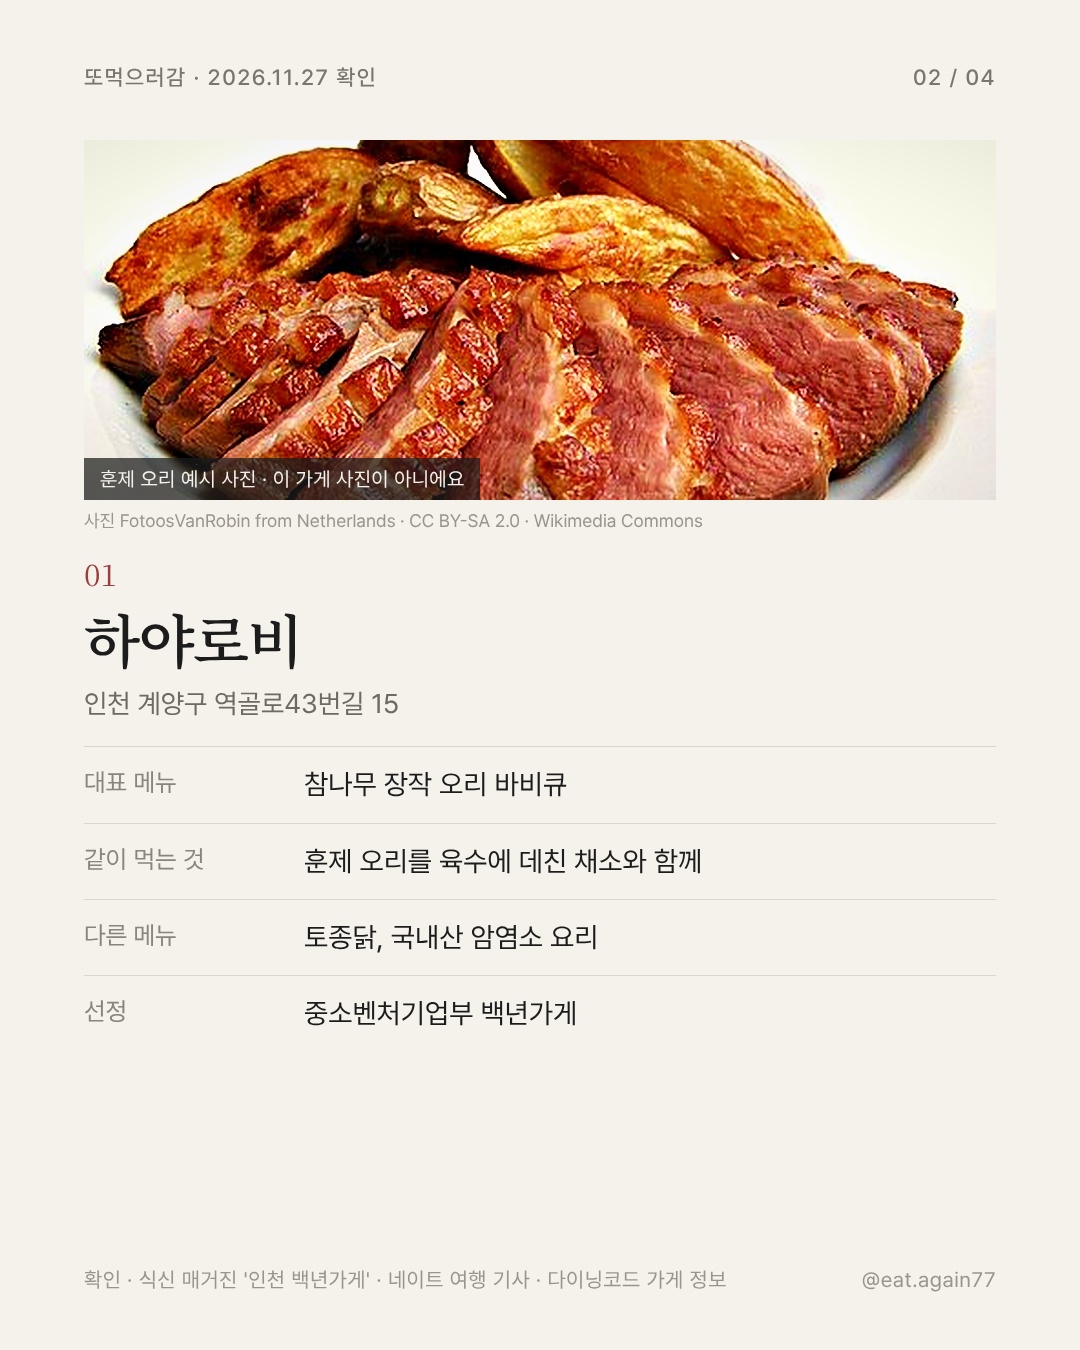 또먹으러감 · 2026.11.27 확인
02 / 04
훈제 오리 예시 사진 · 이 가게 사진이 아니에요
사진 FotoosVanRobin from Netherlands · CC BY-SA 2.0 · Wikimedia Commons
01
하야로비
인천 계양구 역골로43번길 15
대표 메뉴 참나무 장작 오리 바비큐
같이 먹는 것 훈제 오리를 육수에 데친 채소와 함께
다른 메뉴 토종닭, 국내산 암염소 요리
선정 중소벤처기업부 백년가게
확인 · 식신 매거진 '인천 백년가게' · 네이트 여행 기사 · 다이닝코드 가게 정보
@eat.again77